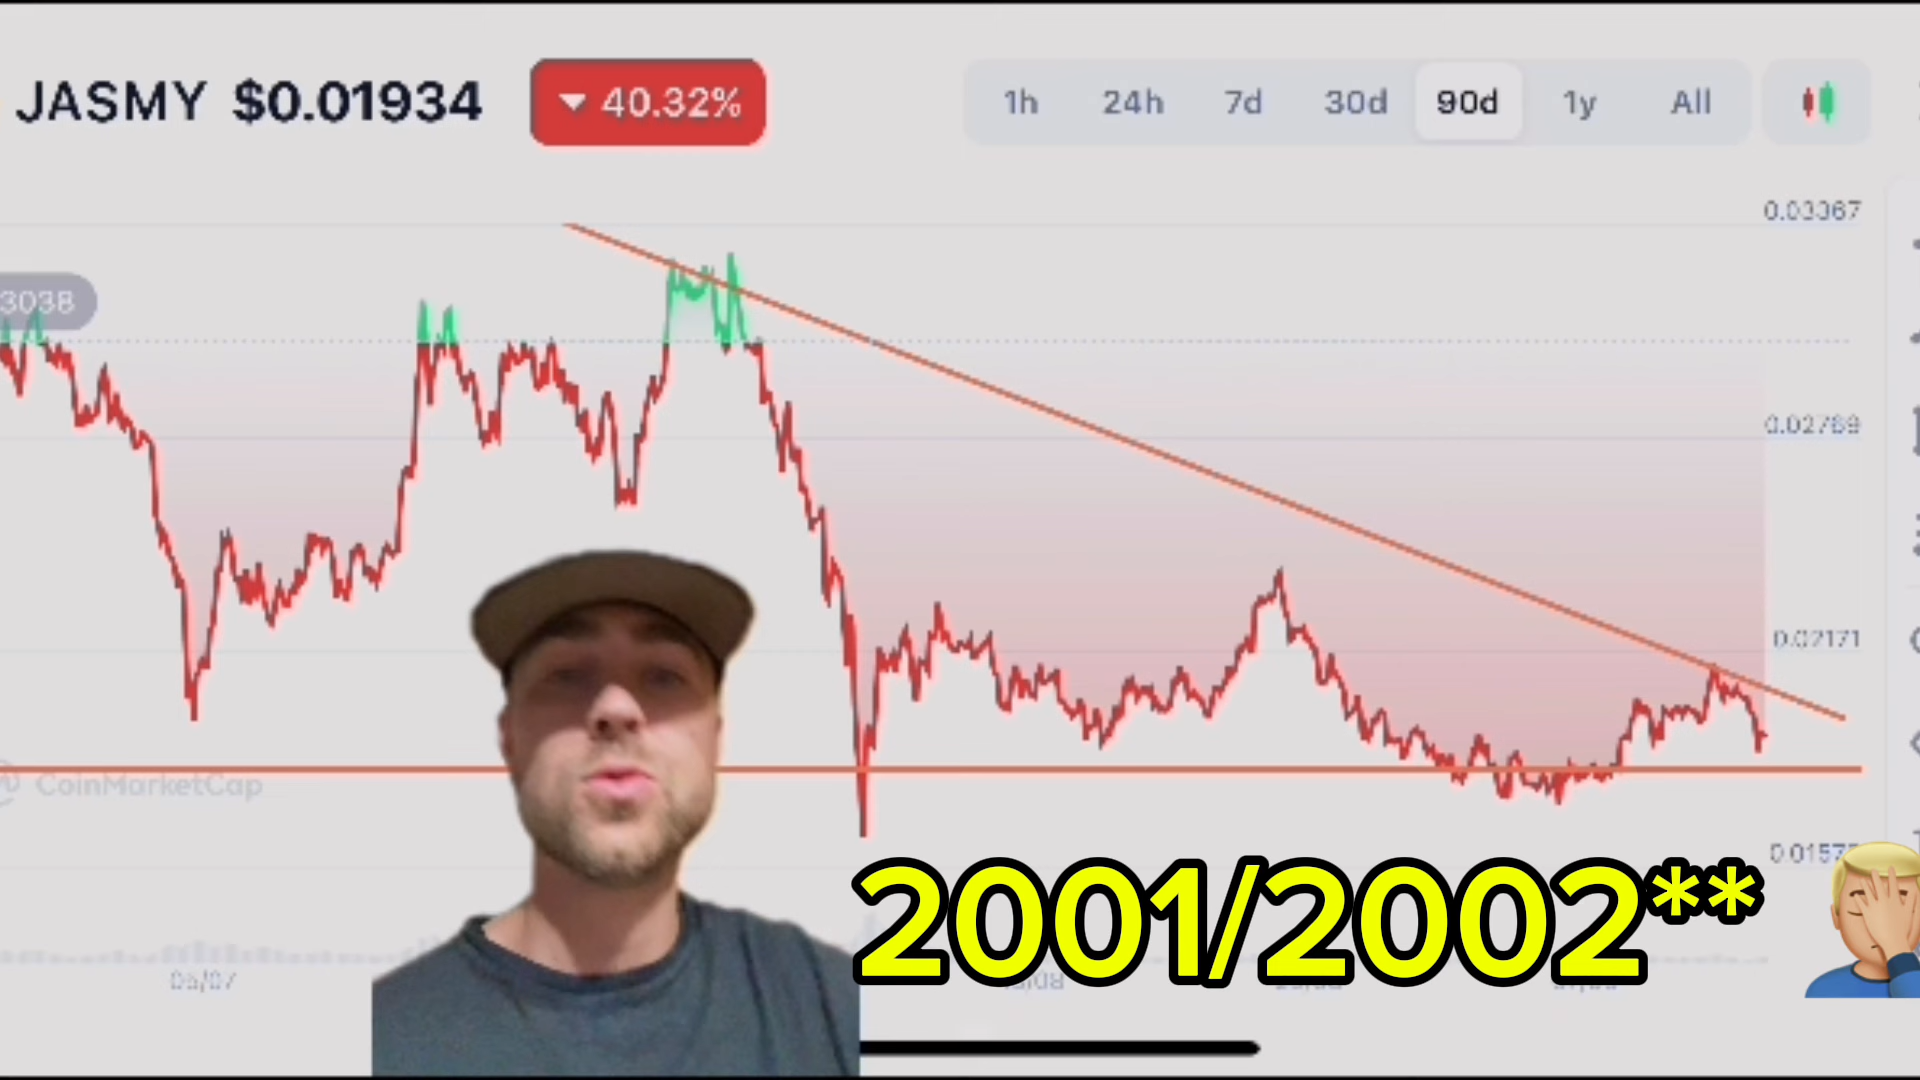 JASMY $0.01934 40.32% 1h 24h 7d 30d 90d 1y All
0.03367
3038
0.02769
0.02171
CoinMarketCap
2001/2002**